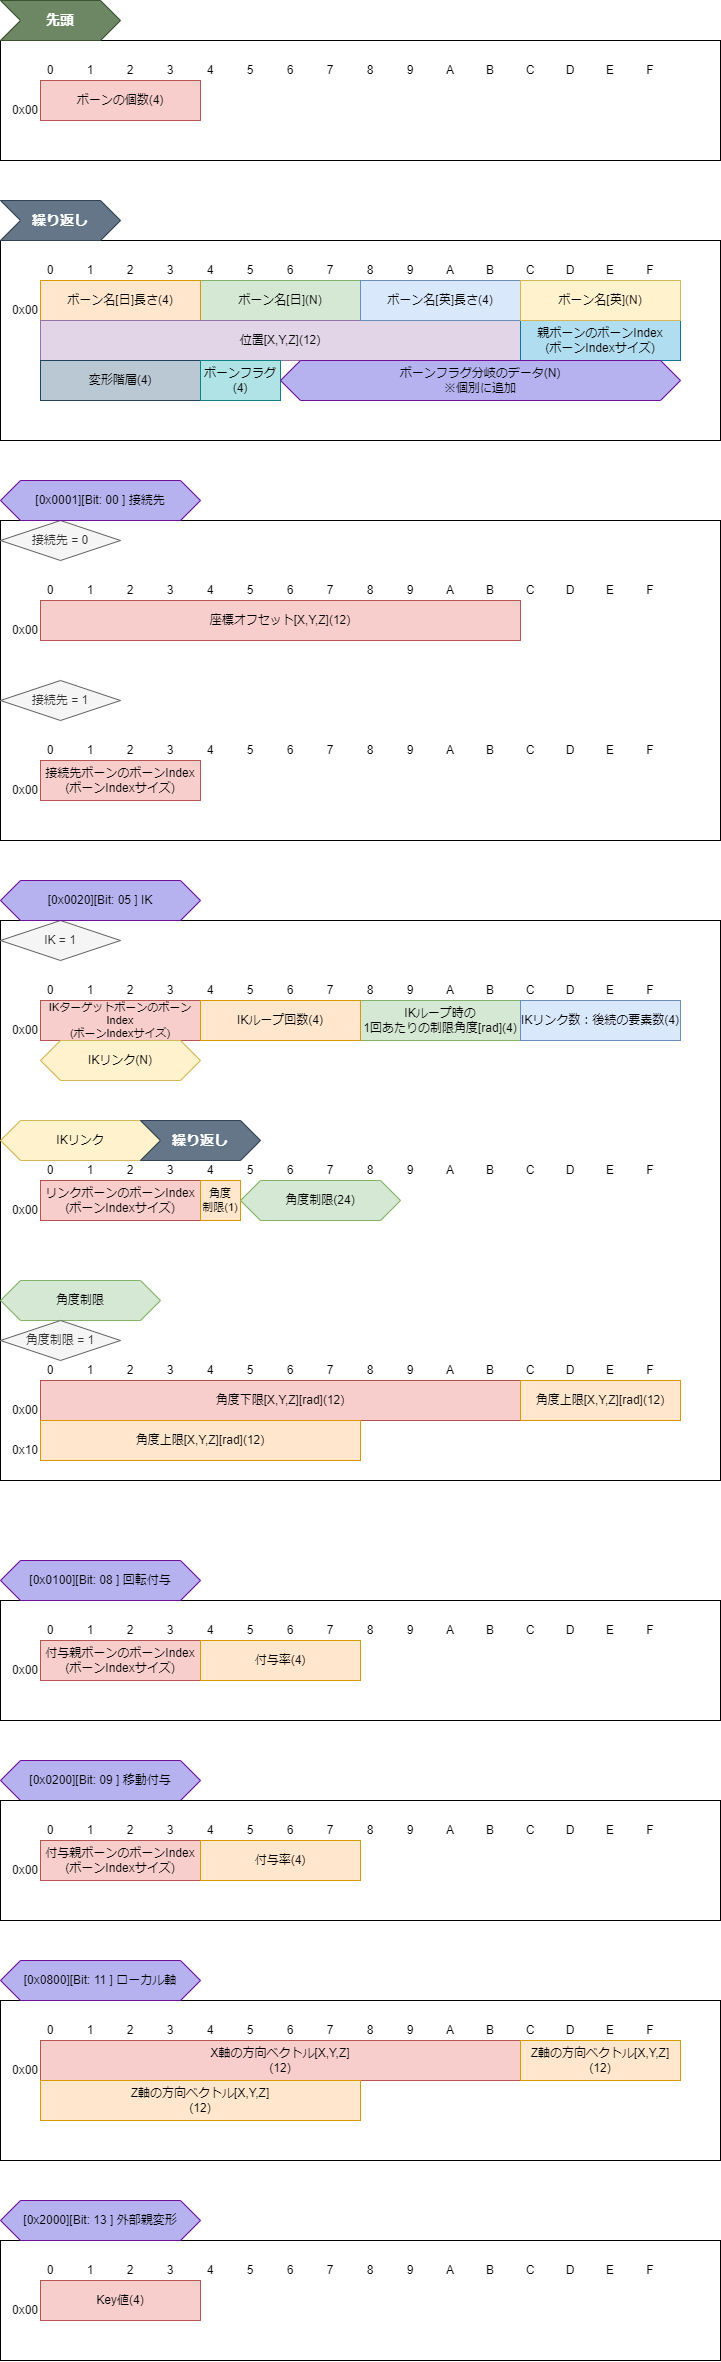 先頭
0 1 2 3 4 5 6 7 8 9 A B C D E F
0x00
ボーンの個数(4)
繰り返し
0 1 2 3 4 5 6 7 8 9 A B C D E F
0x00
ボーン名[日]長さ(4)
ボーン名[日](N)
ボーン名[英]長さ(4)
ボーン名[英](N)
位置[X,Y,Z](12)
親ボーンのボーンIndex
(ボーンIndexサイズ)
変形階層(4)
ボーンフラグ
(4)
ボーンフラグ分岐のデータ(N)
※個別に追加
[0x0001][Bit: 00 ] 接続先
接続先 = 0
0 1 2 3 4 5 6 7 8 9 A B C D E F
0x00
座標オフセット[X,Y,Z](12)
接続先 = 1
0 1 2 3 4 5 6 7 8 9 A B C D E F
0x00
接続先ボーンのボーンIndex
(ボーンIndexサイズ)
[0x0020][Bit: 05 ] IK
IK = 1
0 1 2 3 4 5 6 7 8 9 A B C D E F
0x00
IKターゲットボーンのボーン
Index
(ボーンIndexサイズ)
IKループ回数(4)
IKループ時の
1回あたりの制限角度[rad](4)
IKリンク数：後続の要素数(4)
IKリンク(N)
IKリンク
繰り返し
0 1 2 3 4 5 6 7 8 9 A B C D E F
0x00
リンクボーンのボーンIndex
(ボーンIndexサイズ)
角度
制限(1)
角度制限(24)
角度制限
角度制限 = 1
0 1 2 3 4 5 6 7 8 9 A B C D E F
0x00
角度下限[X,Y,Z][rad](12)
角度上限[X,Y,Z][rad](12)
0x10
角度上限[X,Y,Z][rad](12)
[0x0100][Bit: 08 ] 回転付与
0 1 2 3 4 5 6 7 8 9 A B C D E F
0x00
付与親ボーンのボーンIndex
(ボーンIndexサイズ)
付与率(4)
[0x0200][Bit: 09 ] 移動付与
0 1 2 3 4 5 6 7 8 9 A B C D E F
0x00
付与親ボーンのボーンIndex
(ボーンIndexサイズ)
付与率(4)
[0x0800][Bit: 11 ] ローカル軸
0 1 2 3 4 5 6 7 8 9 A B C D E F
0x00
X軸の方向ベクトル[X,Y,Z]
(12)
Z軸の方向ベクトル[X,Y,Z]
(12)
Z軸の方向ベクトル[X,Y,Z]
(12)
[0x2000][Bit: 13 ] 外部親変形
0 1 2 3 4 5 6 7 8 9 A B C D E F
0x00
Key値(4)